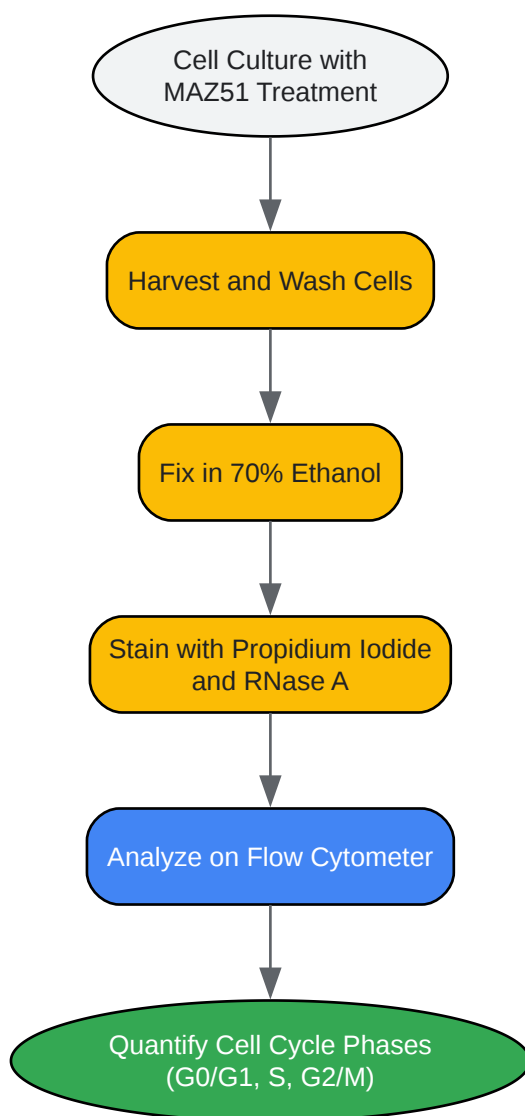 Cell Culture with
MAZ51 Treatment
Harvest and Wash Cells
Fix in 70% Ethanol
Stain with Propidium Iodide
and RNase A
Analyze on Flow Cytometer
Quantify Cell Cycle Phases
(G0/G1, S, G2/M)